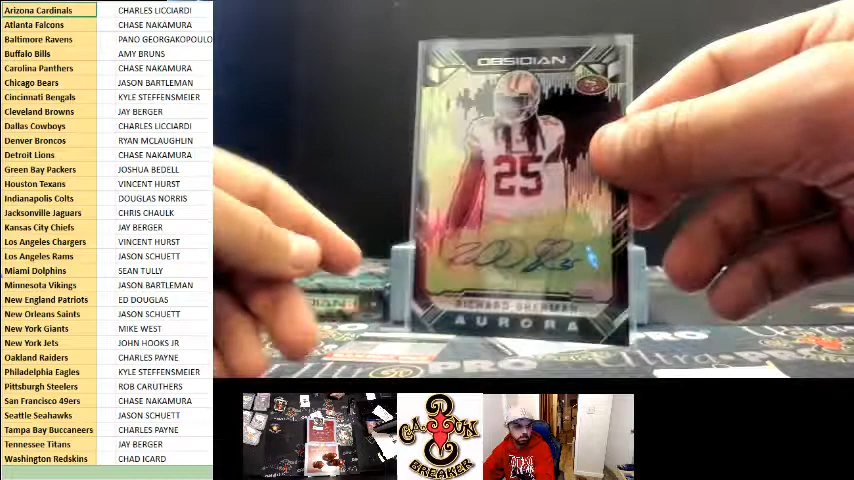 Arizona Cardinals CHARLES LICCIARDI
Atlanta Falcons CHASE NAKAMURA
Baltimore Ravens PANO GEORGAKOPOULO
Buffalo Bills AMY BRUNS
Carolina Panthers CHASE NAKAMURA
Chicago Bears JASON BARTLEMAN
Cincinnati Bengals KYLE STEFFENSMEIER
Cleveland Browns JAY BERGER
Dallas Cowboys CHARLES LICCIARDI
Denver Broncos RYAN MCLAUGHLIN
Detroit Lions CHASE NAKAMURA
Green Bay Packers JOSHUA BEDELL
Houston Texans VINCENT HURST
Indianapolis Colts DOUGLAS NORRIS
Jacksonville Jaguars CHRIS CHAULK
Kansas City Chiefs JAY BERGER
Los Angeles Chargers VINCENT HURST
Los Angeles Rams JASON SCHUETT
Miami Dolphins SEAN TULLY
Minnesota Vikings JASON BARTLEMAN
New England Patriots ED DOUGLAS
New Orleans Saints JASON SCHUETT
New York Giants MIKE WEST
New York Jets JOHN HOOKS JR
Oakland Raiders CHARLES PAYNE
Philadelphia Eagles KYLE STEFFENSMEIER
Pittsburgh Steelers ROB CARUTHERS
San Francisco 49ers CHASE NAKAMURA
Seattle Seahawks JASON SCHUETT
Tampa Bay Buccaneers CHARLES PAYNE
Tennessee Titans JAY BERGER
Washington Redskins CHAD ICARD
OBSIDIAN
25
RICHARD SHERMAN
AURORA
Ultra PRO
BREAKER